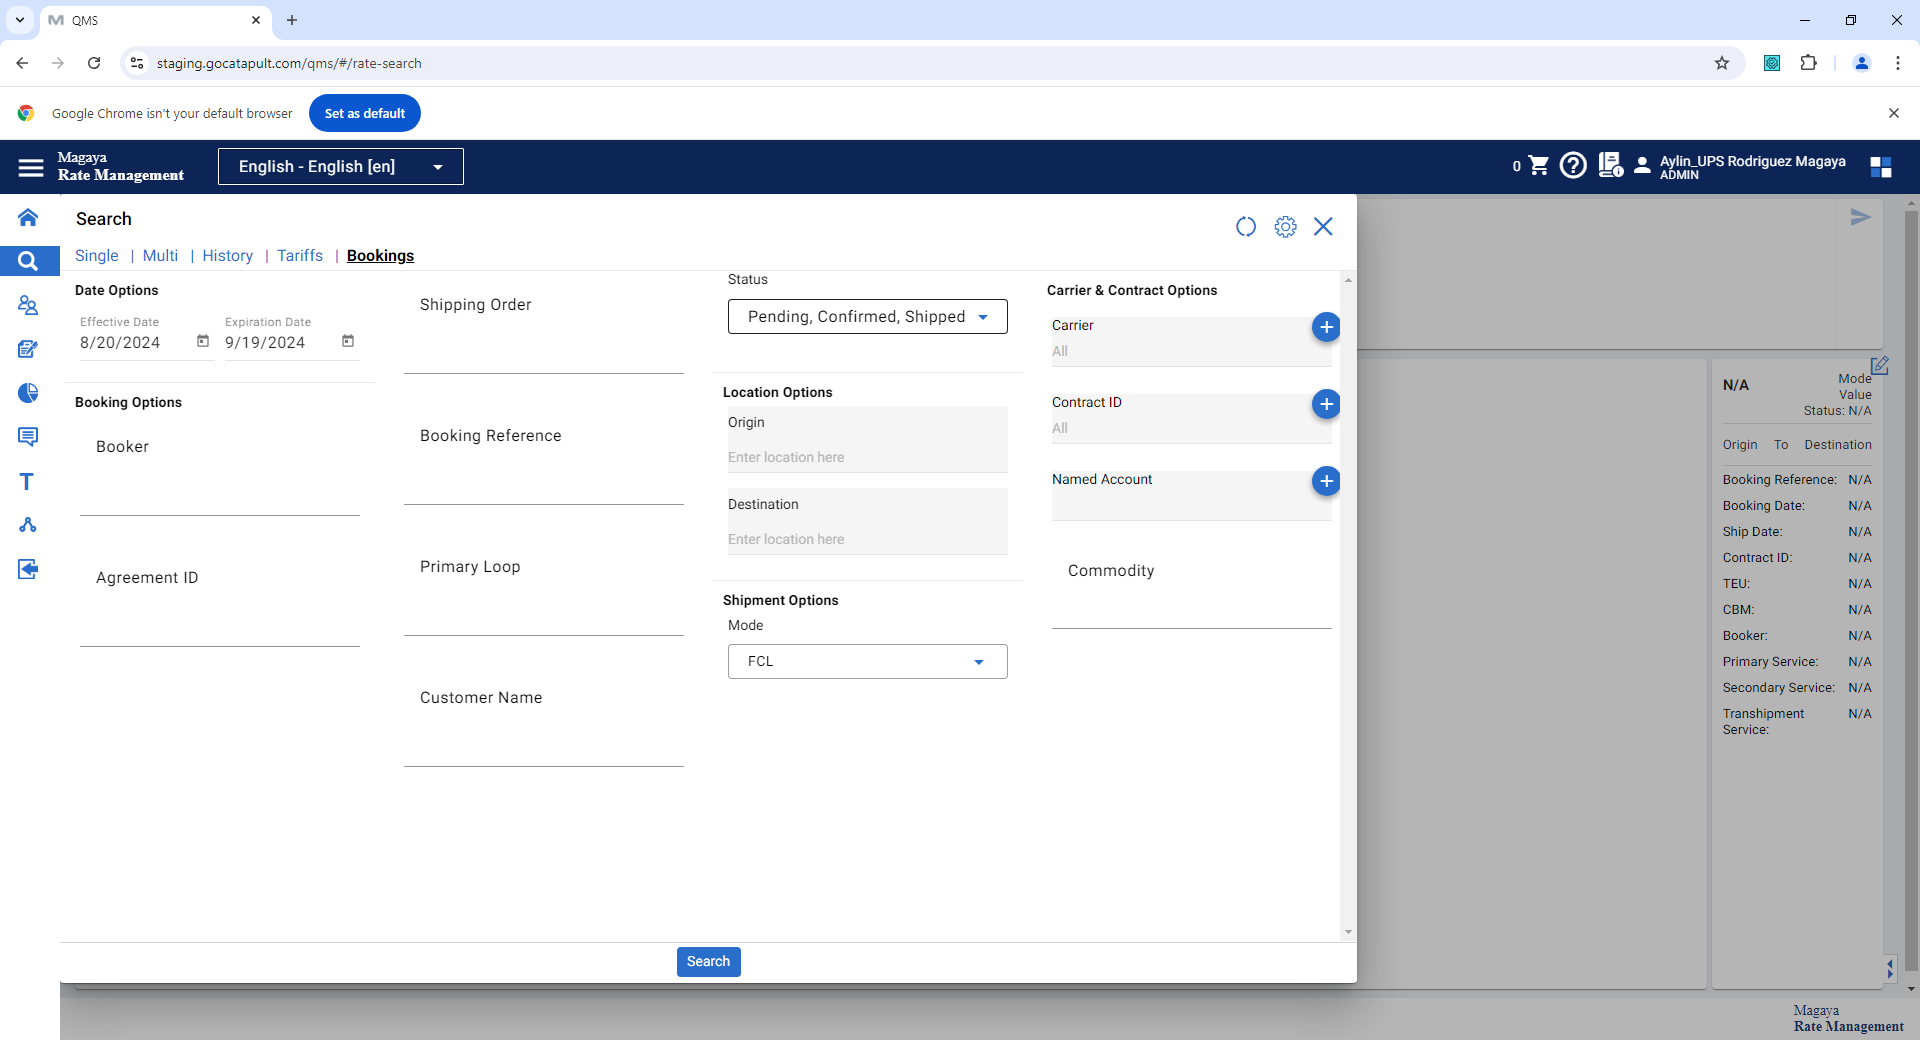 QMS
staging.gocatapult.com/qms/#/rate-search
Google Chrome isn't your default browser
Set as default
Magaya
Rate Management
English - English [en]
0
Aylin_UPS Rodriguez Magaya
ADMIN
Search
Single | Multi | History | Tariffs | Bookings
Date Options
Effective Date
8/20/2024
Expiration Date
9/19/2024
Booking Options
Booker
Agreement ID
Shipping Order
Booking Reference
Primary Loop
Customer Name
Status
Pending, Confirmed, Shipped
Location Options
Origin
Enter location here
Destination
Enter location here
Shipment Options
Mode
FCL
Carrier & Contract Options
Carrier
All
Contract ID
All
Named Account
Commodity
Search
N/A
Mode
Value
Status: N/A
Origin To Destination
Booking Reference: N/A
Booking Date: N/A
Ship Date: N/A
Contract ID: N/A
TEU: N/A
CBM: N/A
Booker: N/A
Primary Service: N/A
Secondary Service: N/A
Transhipment N/A
Service:
Magaya
Rate Management